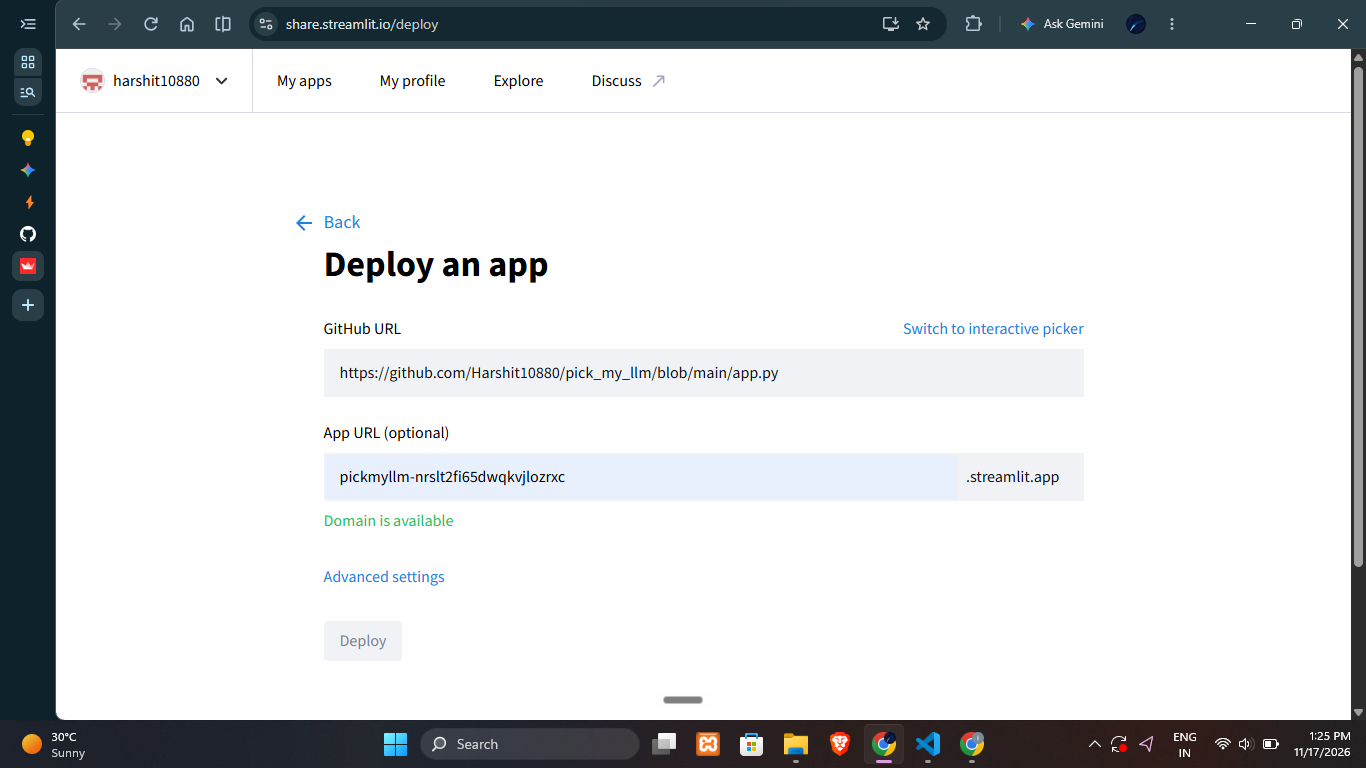 share.streamlit.io/deploy
Ask Gemini
harshit10880
My apps
My profile
Explore
Discuss
Back
Deploy an app
GitHub URL
Switch to interactive picker
https://github.com/Harshit10880/pick_my_llm/blob/main/app.py
App URL (optional)
pickmyllm-nrslt2fi65dwqkvjlozrxc
.streamlit.app
Domain is available
Advanced settings
Deploy
30°C
Sunny
Search
ENG
IN
1:25 PM
11/17/2026